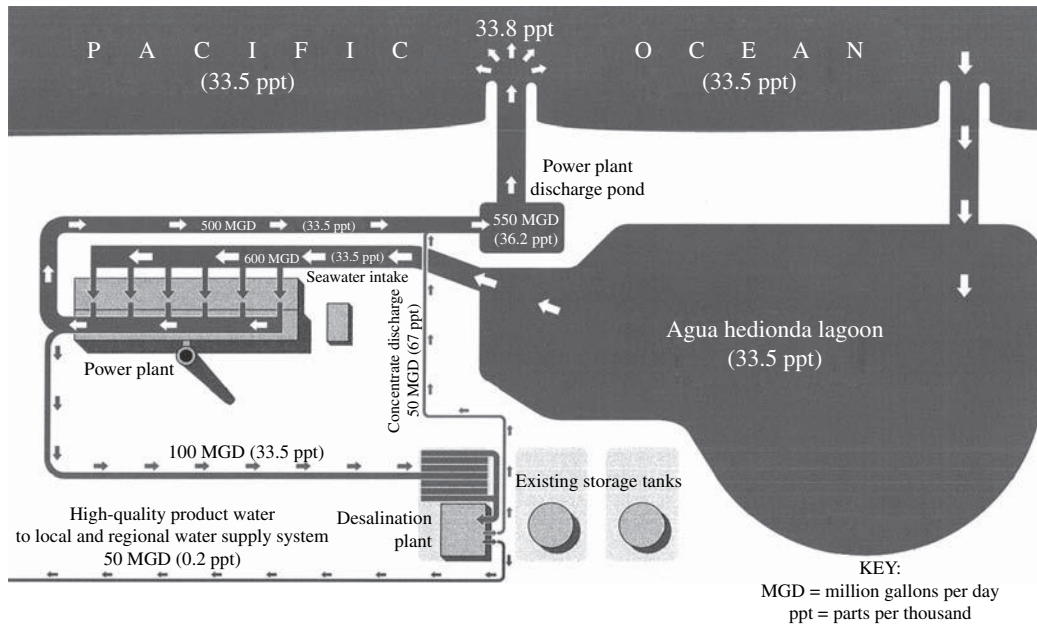 33.8 ppt
P A C I F I C
(33.5 ppt)
O C E A N
(33.5 ppt)
Power plant
discharge pond
500 MGD (33.5 ppt)
550 MGD
(36.2 ppt)
600 MGD (33.5 ppt)
Seawater intake
Agua hedionda lagoon
(33.5 ppt)
Power plant
Concentrate discharge
50 MGD (67 ppt)
100 MGD (33.5 ppt)
Existing storage tanks
High-quality product water
to local and regional water supply system
50 MGD (0.2 ppt)
Desalination
plant
KEY:
MGD = million gallons per day
ppt = parts per thousand